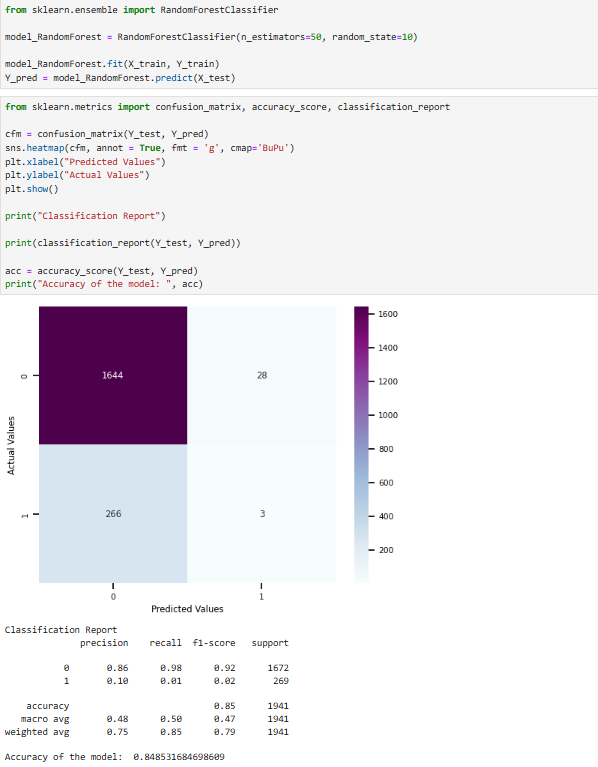 from sklearn.ensemble import RandomForestClassifier
model_RandomForest = RandomForestClassifier(n_estimators=50, random_state=10)
model_RandomForest.fit(X_train, Y_train)
Y_pred = model_RandomForest.predict(X_test)
from sklearn.metrics import confusion_matrix, accuracy_score, classification_report
cfm = confusion_matrix(Y_test, Y_pred)
sns.heatmap(cfm, annot = True, fmt = 'g', cmap='BuPu')
plt.xlabel("Predicted Values")
plt.ylabel("Actual Values")
plt.show()
print("Classification Report")
print(classification_report(Y_test, Y_pred))
acc = accuracy_score(Y_test, Y_pred)
print("Accuracy of the model: ", acc)
1644 28
266 3
0
1
Actual Values
0 1
Predicted Values
1600
1400
1200
1000
800
600
400
200
Classification Report
precision recall f1-score support
0 0.86 0.98 0.92 1672
1 0.10 0.01 0.02 269
accuracy 0.85 1941
macro avg 0.48 0.50 0.47 1941
weighted avg 0.75 0.85 0.79 1941
Accuracy of the model: 0.848531684698609